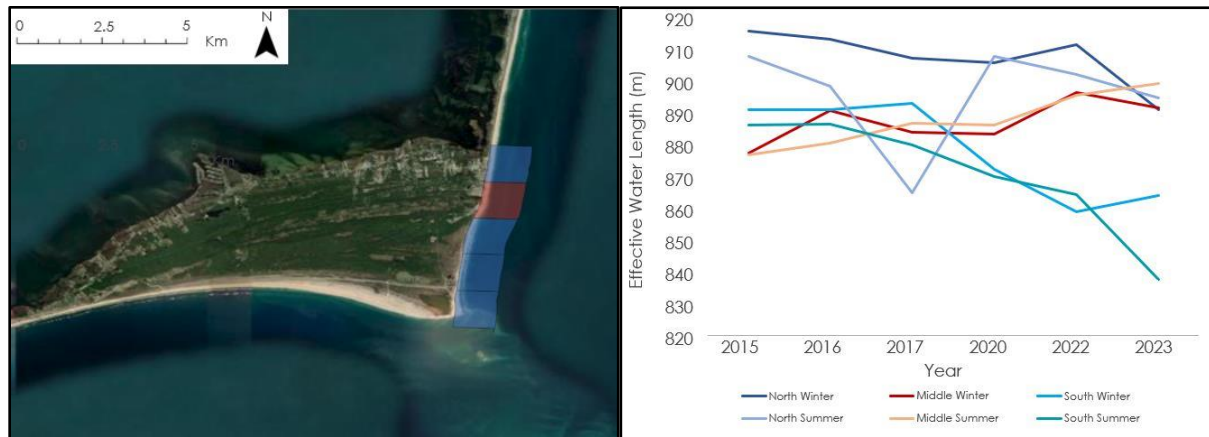 0 2.5 5
Km
N
920
910
900
890
880
870
860
850
840
830
820
Effective Water Length (m)
2015 2016 2017 2020 2022 2023
Year
North Winter Middle Winter South Winter
North Summer Middle Summer South Summer